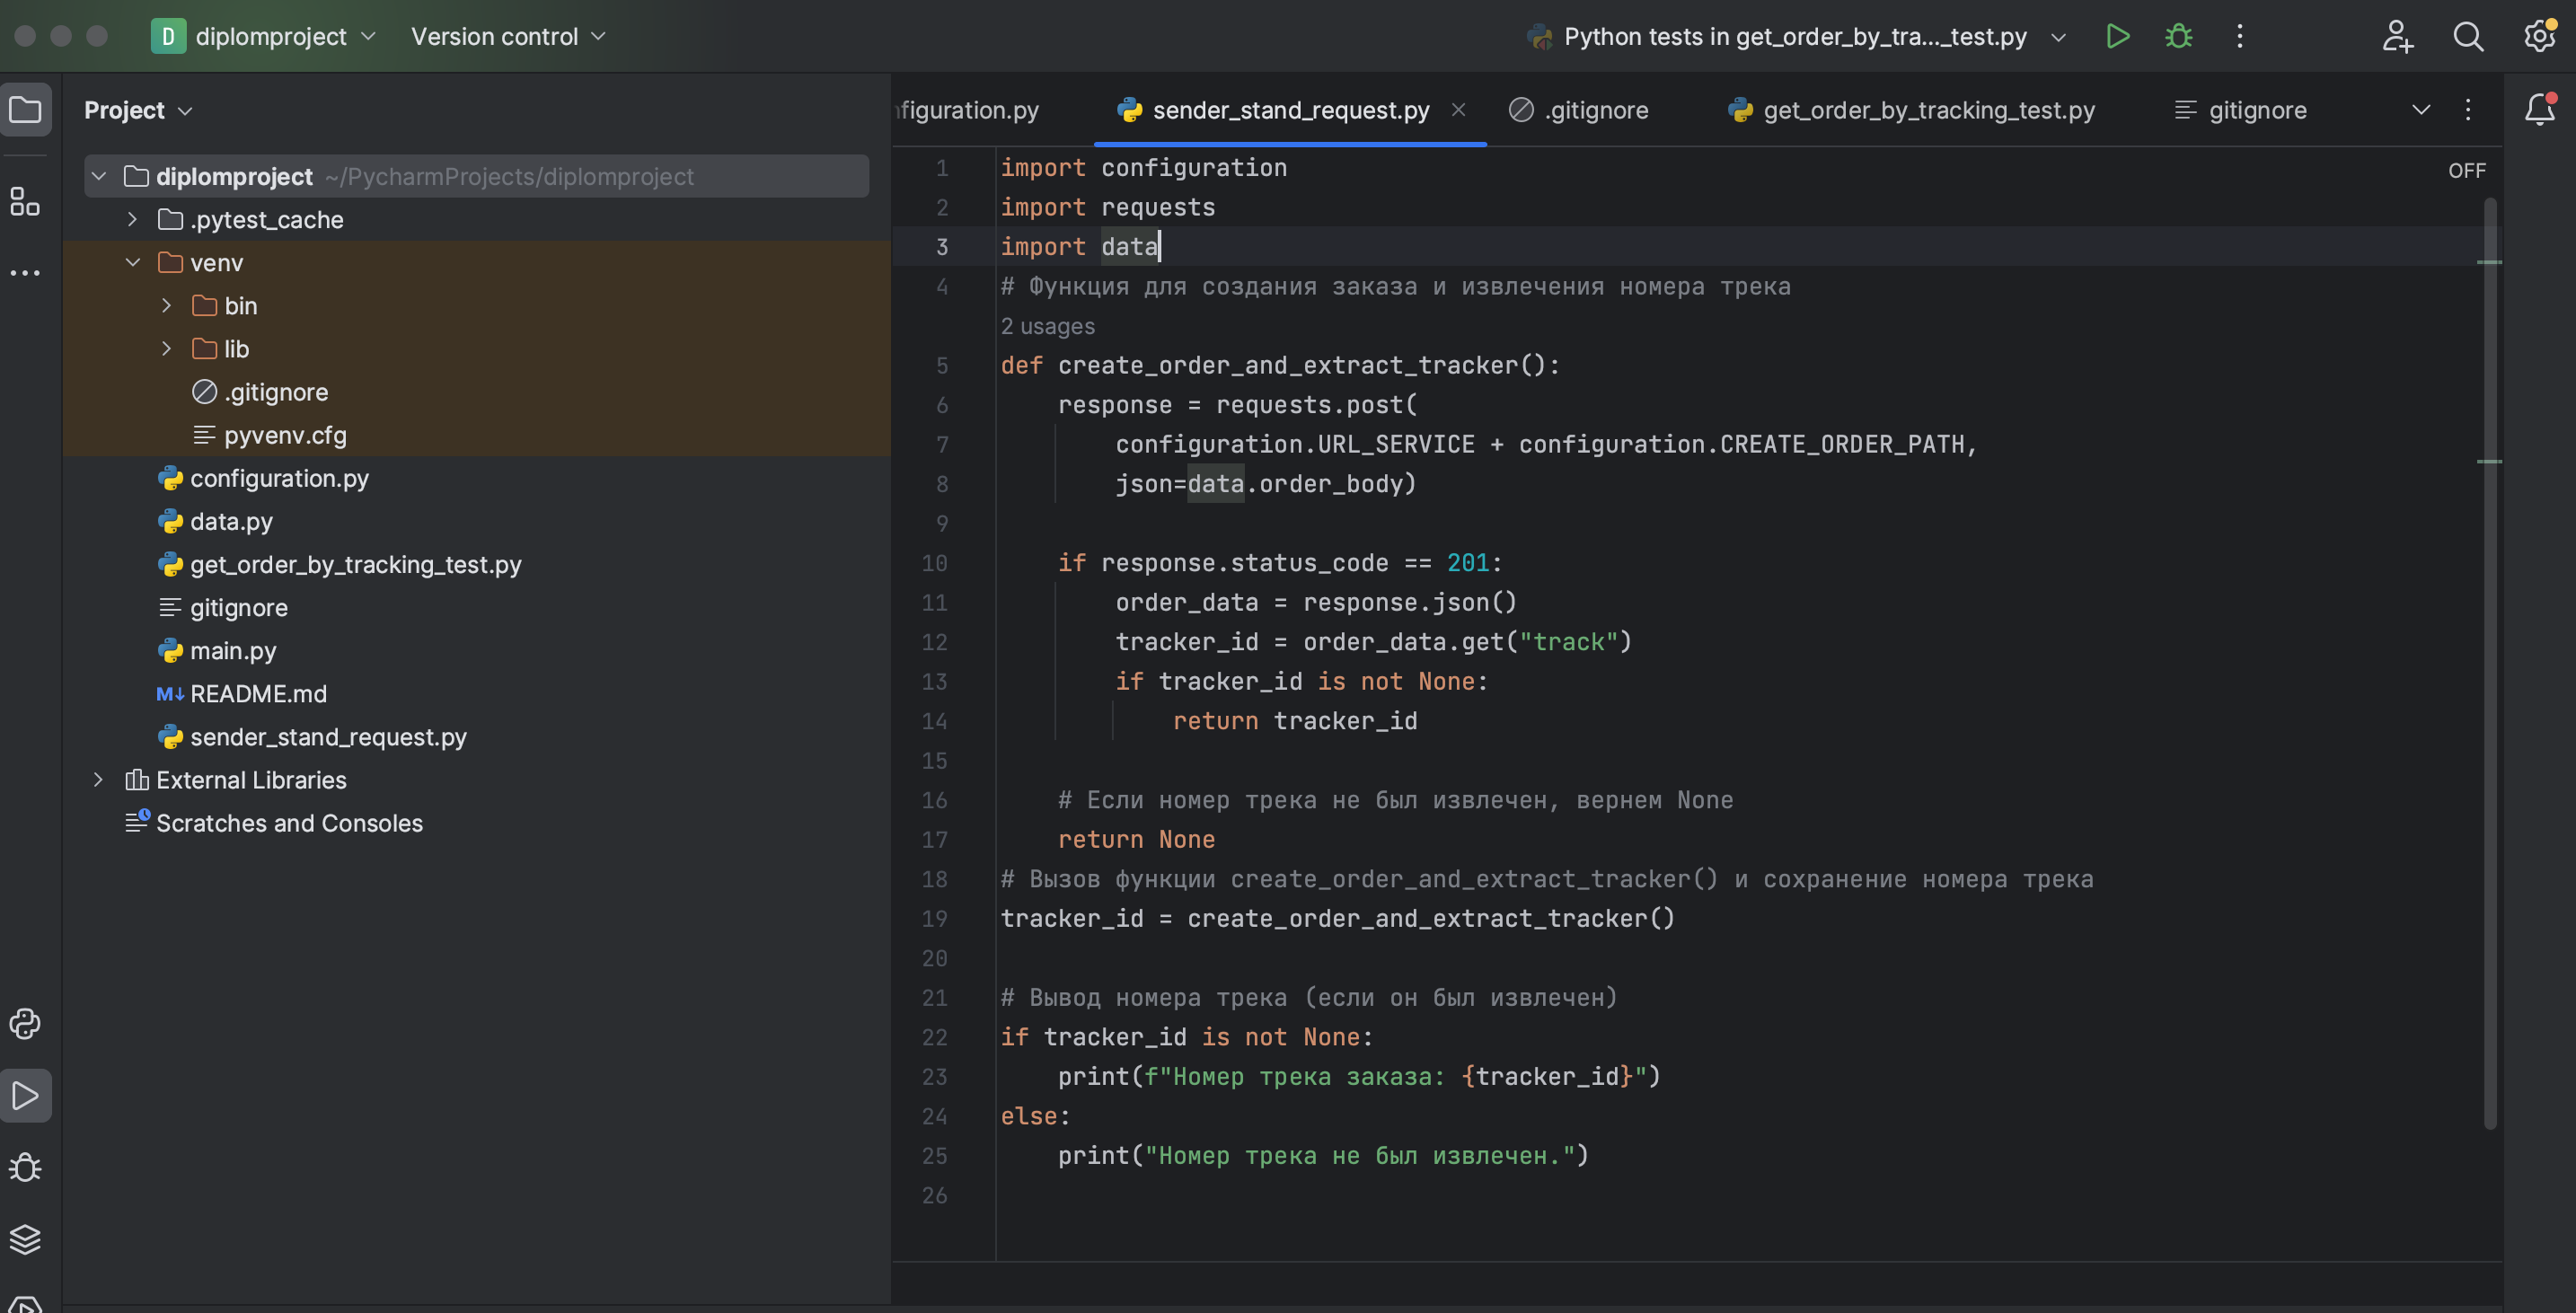 D diplomproject Version control Python tests in get_order_by_tra..._test.py
Project
diplomproject ~/PycharmProjects/diplomproject
.pytest_cache
venv
bin
lib
.gitignore
pyvenv.cfg
configuration.py
data.py
get_order_by_tracking_test.py
gitignore
main.py
M↓ README.md
sender_stand_request.py
External Libraries
Scratches and Consoles
figuration.py sender_stand_request.py .gitignore get_order_by_tracking_test.py gitignore
OFF
1 import configuration
2 import requests
3 import data
4 # Функция для создания заказа и извлечения номера трека
2 usages
5 def create_order_and_extract_tracker():
6     response = requests.post(
7         configuration.URL_SERVICE + configuration.CREATE_ORDER_PATH,
8         json=data.order_body)
9
10     if response.status_code == 201:
11         order_data = response.json()
12         tracker_id = order_data.get("track")
13         if tracker_id is not None:
14             return tracker_id
15
16     # Если номер трека не был извлечен, вернем None
17     return None
18 # Вызов функции create_order_and_extract_tracker() и сохранение номера трека
19 tracker_id = create_order_and_extract_tracker()
20
21 # Вывод номера трека (если он был извлечен)
22 if tracker_id is not None:
23     print(f"Номер трека заказа: {tracker_id}")
24 else:
25     print("Номер трека не был извлечен.")
26